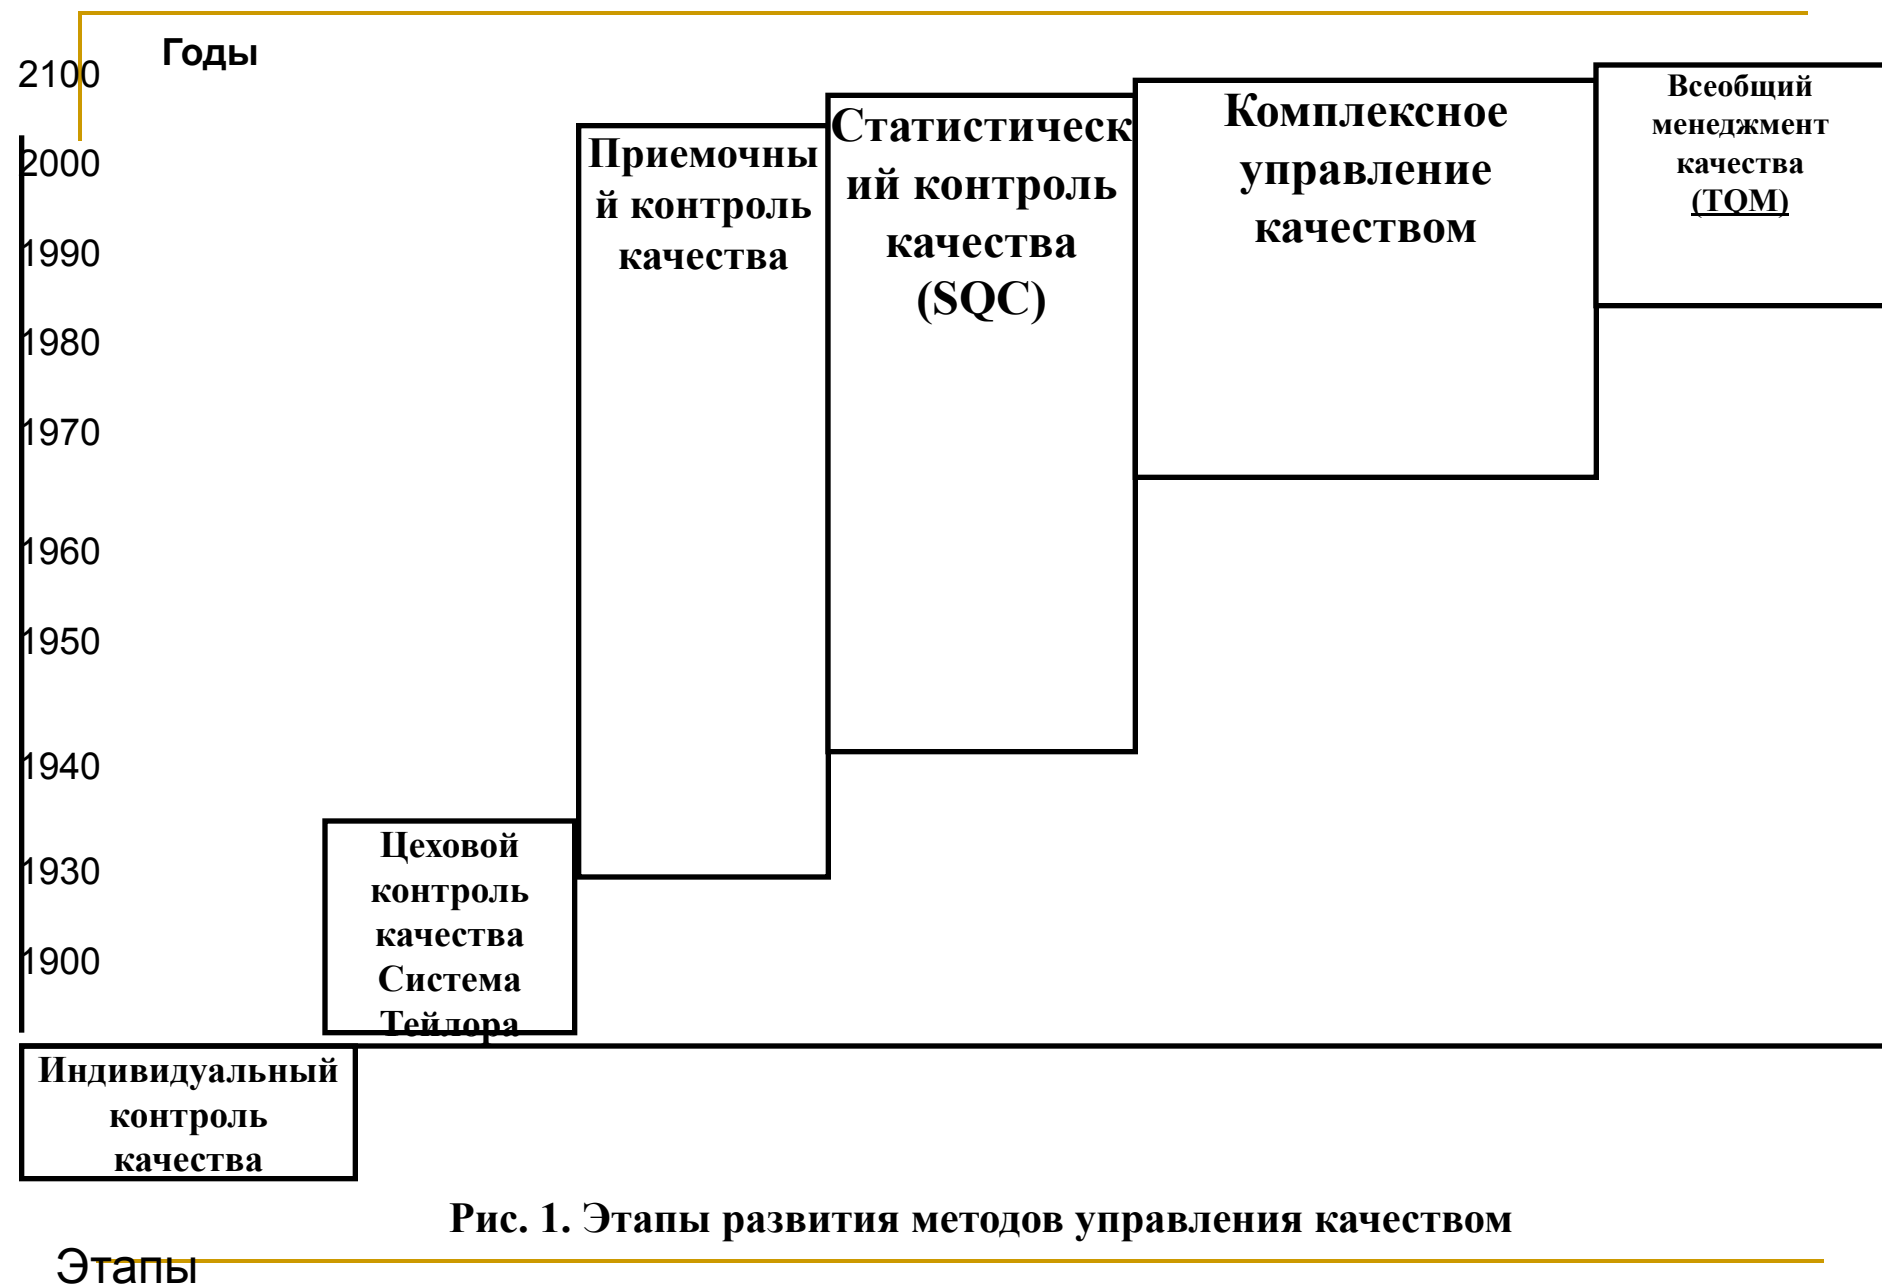 Годы
2100
2000
1990
1980
1970
1960
1950
1940
1930
1900
Индивидуальный
контроль
качества
Цеховой
контроль
качества
Система
Тейлора
Приемочны
й контроль
качества
Статистическ
ий контроль
качества
(SQC)
Комплексное
управление
качеством
Всеобщий
менеджмент
качества
(TQM)
Рис. 1. Этапы развития методов управления качеством
Этапы